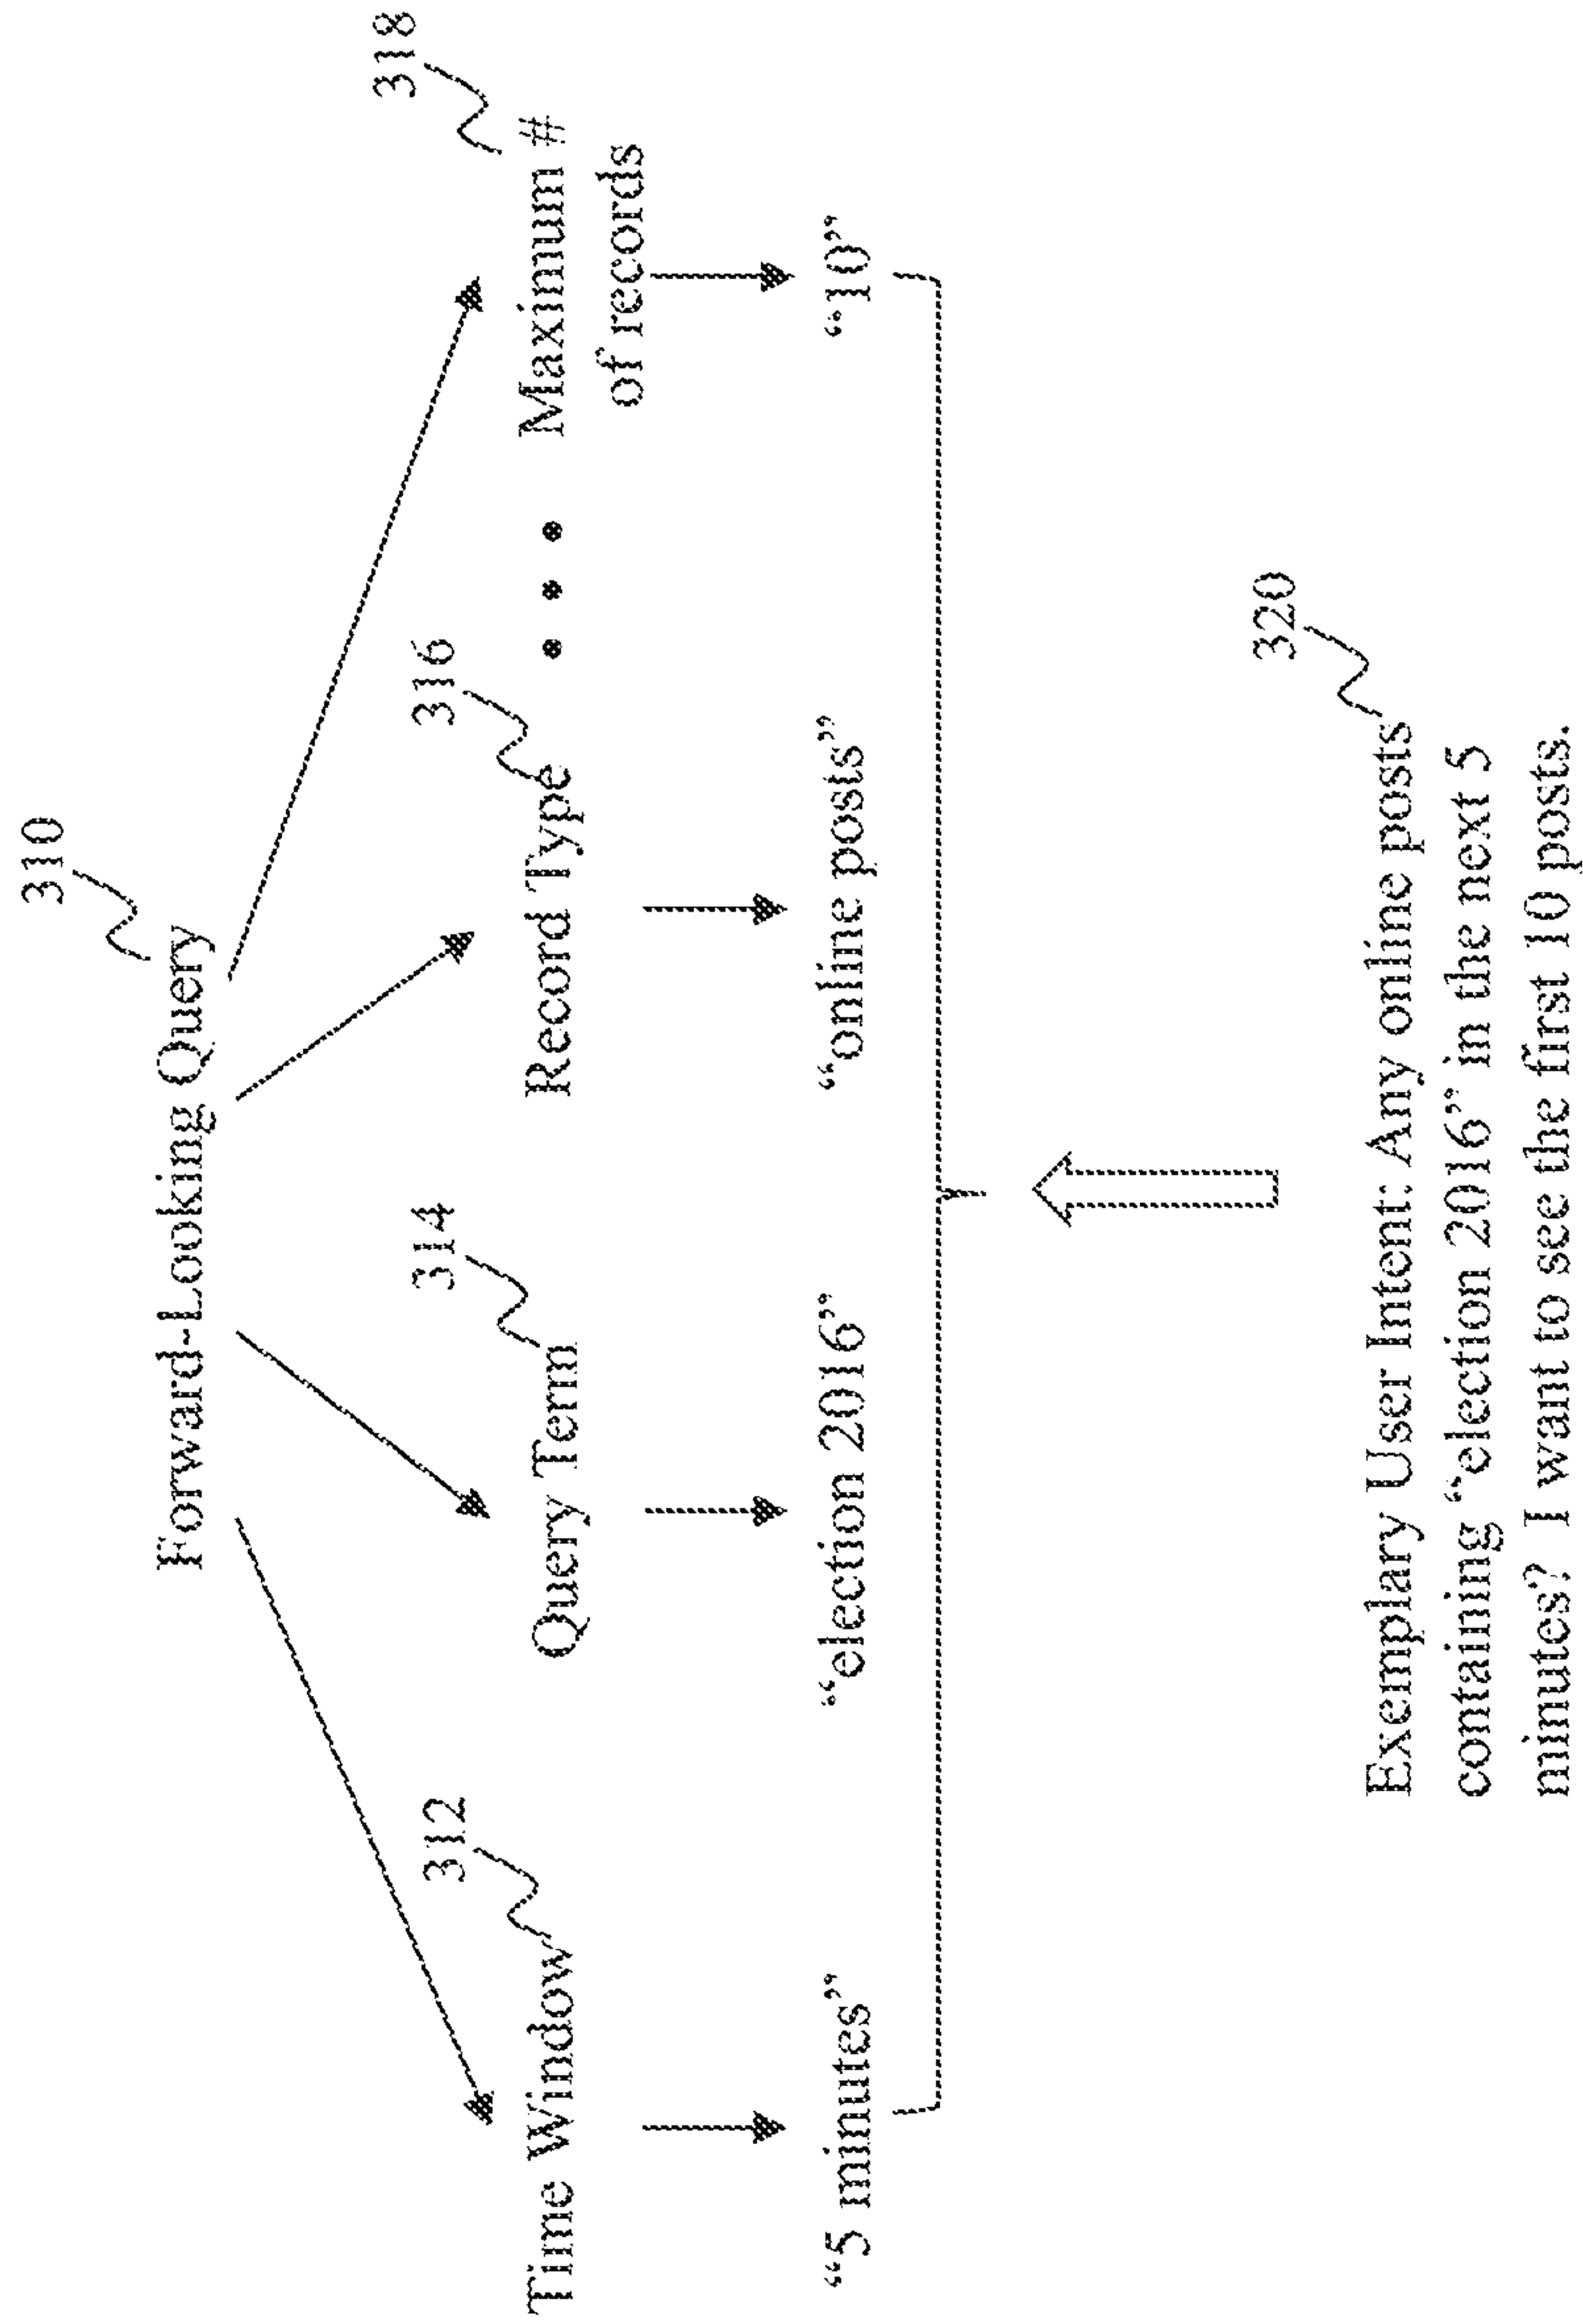 310
Forward-Looking Query
318
312
314
316
Time Window
Query Term
Record Type
Maximum #
of records
“5 minutes”
“election 2016”
“online posts”
“10”
320
Exemplary User Intent: Any online posts
containing “election 2016” in the next 5
minutes? I want to see the first 10 posts.